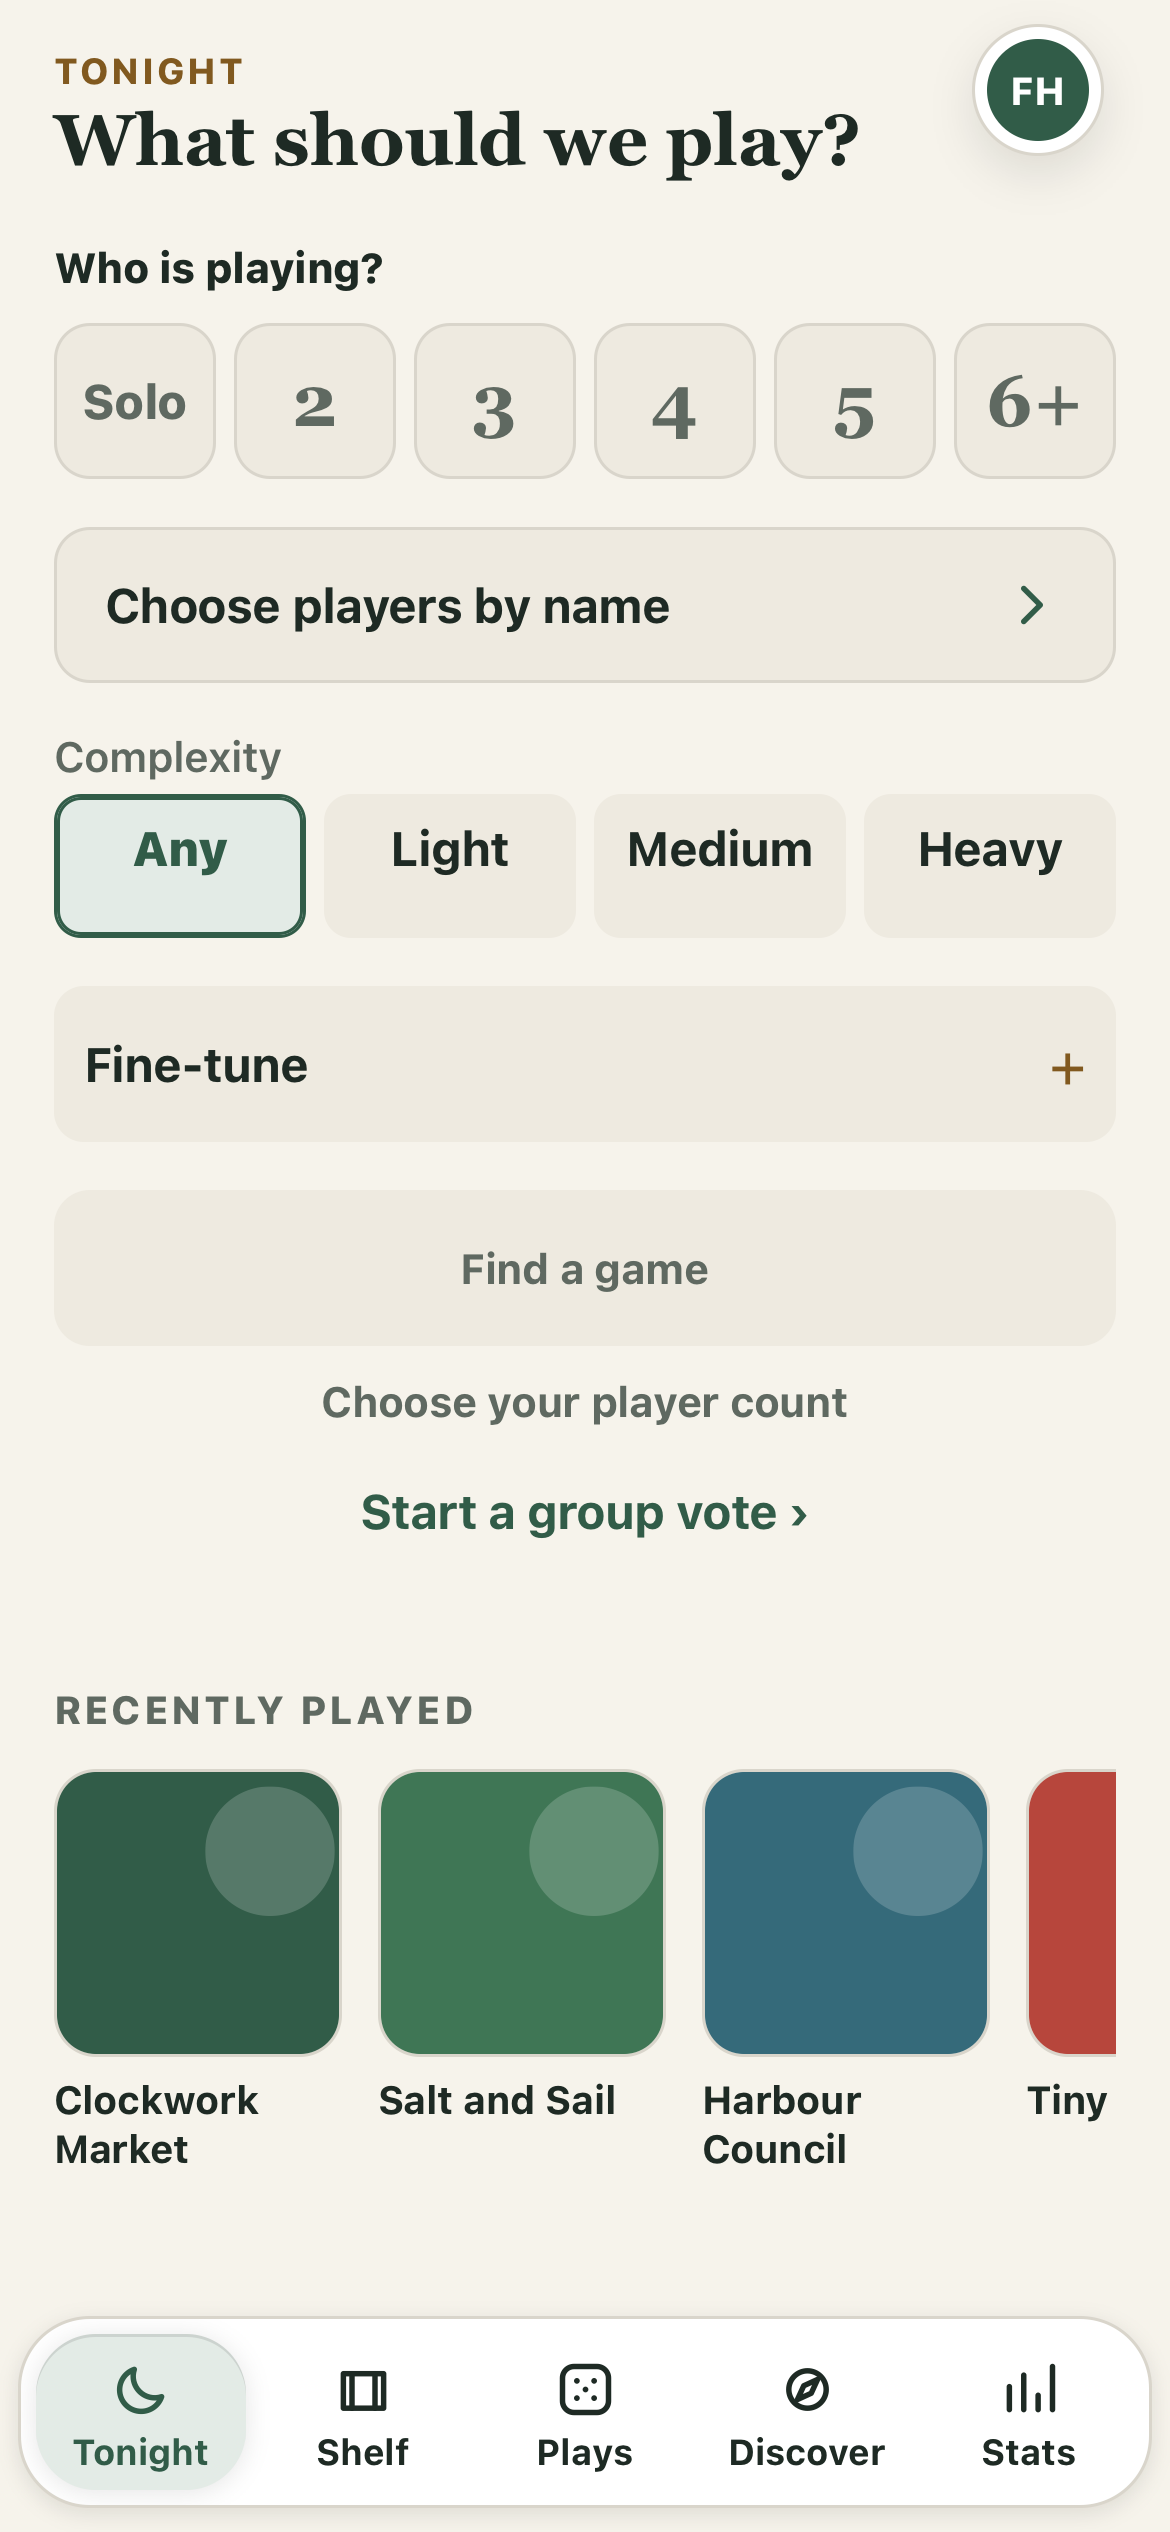 TONIGHT
What should we play?
FH
Who is playing?
Solo
2
3
4
5
6+
Choose players by name
Complexity
Any
Light
Medium
Heavy
Fine-tune
+
Find a game
Choose your player count
Start a group vote ›
RECENTLY PLAYED
Clockwork
Market
Salt and Sail
Harbour
Council
Tiny
Tonight
Shelf
Plays
Discover
Stats